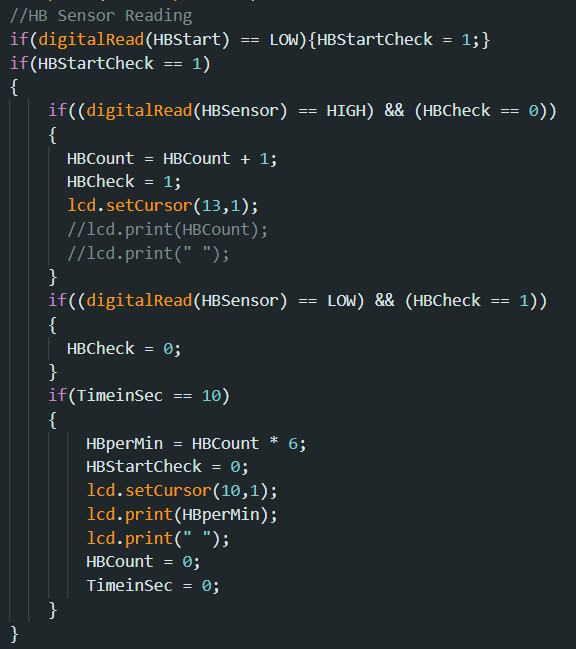 //HB Sensor Reading
if(digitalRead(HBStart) == LOW){HBStartCheck = 1;}
if(HBStartCheck == 1)
{
if((digitalRead(HBSensor) == HIGH) && (HBCheck == 0))
{
HBCount = HBCount + 1;
HBCheck = 1;
lcd.setCursor(13,1);
//lcd.print(HBCount);
//lcd.print(" ");
}
if((digitalRead(HBSensor) == LOW) && (HBCheck == 1))
{
HBCheck = 0;
}
if(TimeinSec == 10)
{
HBperMin = HBCount * 6;
HBStartCheck = 0;
lcd.setCursor(10,1);
lcd.print(HBperMin);
lcd.print(" ");
HBCount = 0;
TimeinSec = 0;
}
}